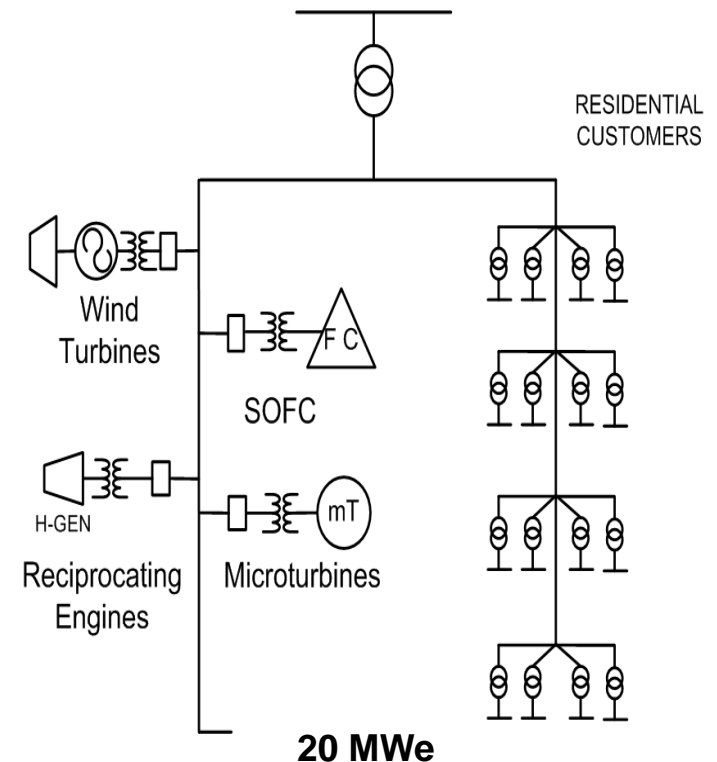 RESIDENTIAL
CUSTOMERS
Wind
Turbines
F C
SOFC
H-GEN
Reciprocating
Engines
mT
Microturbines
20 MWe